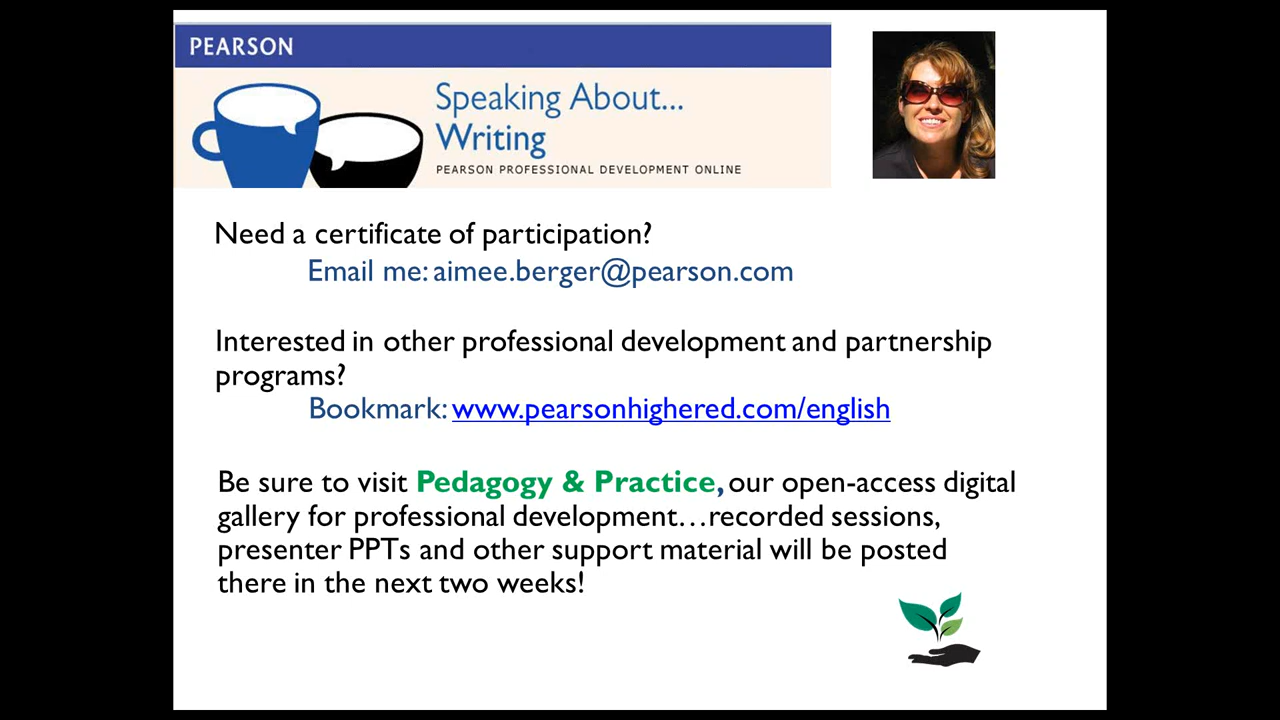 PEARSON
Speaking About...
Writing
PEARSON PROFESSIONAL DEVELOPMENT ONLINE
Need a certificate of participation?
Email me: aimee.berger@pearson.com
Interested in other professional development and partnership
programs?
Bookmark: www.pearsonhighered.com/english
Be sure to visit Pedagogy & Practice, our open-access digital
gallery for professional development…recorded sessions,
presenter PPTs and other support material will be posted
there in the next two weeks!